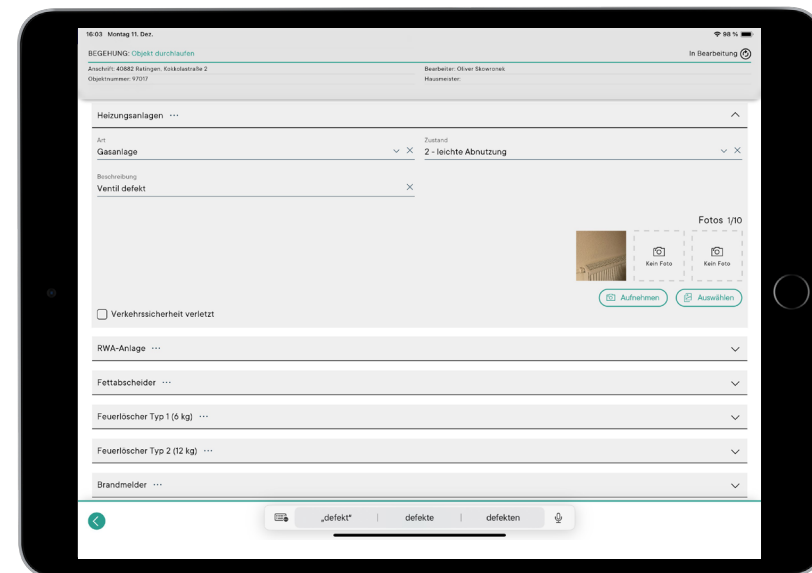 16:03 Montag 11. Dez.
98 %
BEGEHUNG: Objekt durchlaufen
In Bearbeitung
Anschrift: 40882 Ratingen, Kokkolastraße 2
Bearbeiter: Oliver Skowronek
Objektnummer: 97017
Hausmeister:
Heizungsanlagen ...
Art
Zustand
Gasanlage
2 - leichte Abnutzung
Beschreibung
Ventil defekt
Fotos 1/10
Kein Foto
Kein Foto
Aufnehmen
Auswählen
Verkehrssicherheit verletzt
RWA-Anlage ...
Fettabscheider ...
Feuerlöscher Typ 1 (6 kg) ...
Feuerlöscher Typ 2 (12 kg) ...
Brandmelder ...
„defekt“ defekte defekten